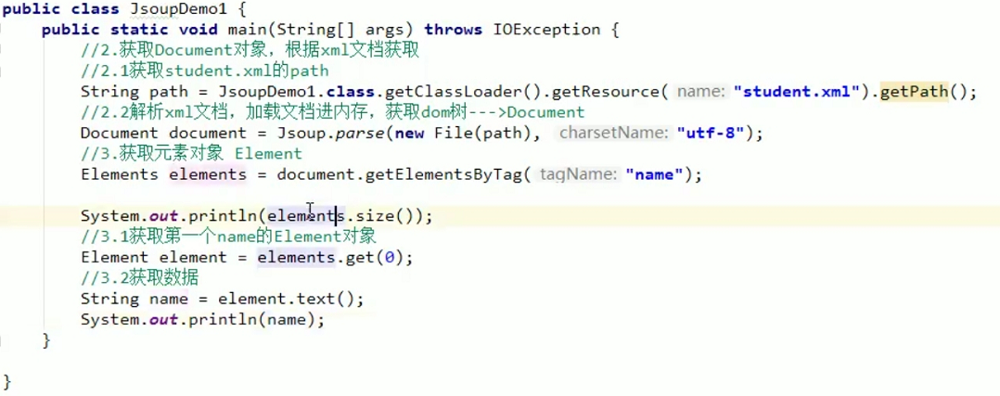 public class JsoupDemo1 {
public static void main(String[] args) throws IOException {
//2.获取Document对象，根据xml文档获取
//2.1获取student.xml的path
String path = JsoupDemo1.class.getClassLoader().getResource( name: "student.xml").getPath();
//2.2解析xml文档，加载文档进内存，获取dom树--->Document
Document document = Jsoup.parse(new File(path), charsetName: "utf-8");
//3.获取元素对象 Element
Elements elements = document.getElementsByTag( tagName: "name");
System.out.println(elements.size());
//3.1获取第一个name的Element对象
Element element = elements.get(0);
//3.2获取数据
String name = element.text();
System.out.println(name);
}
}